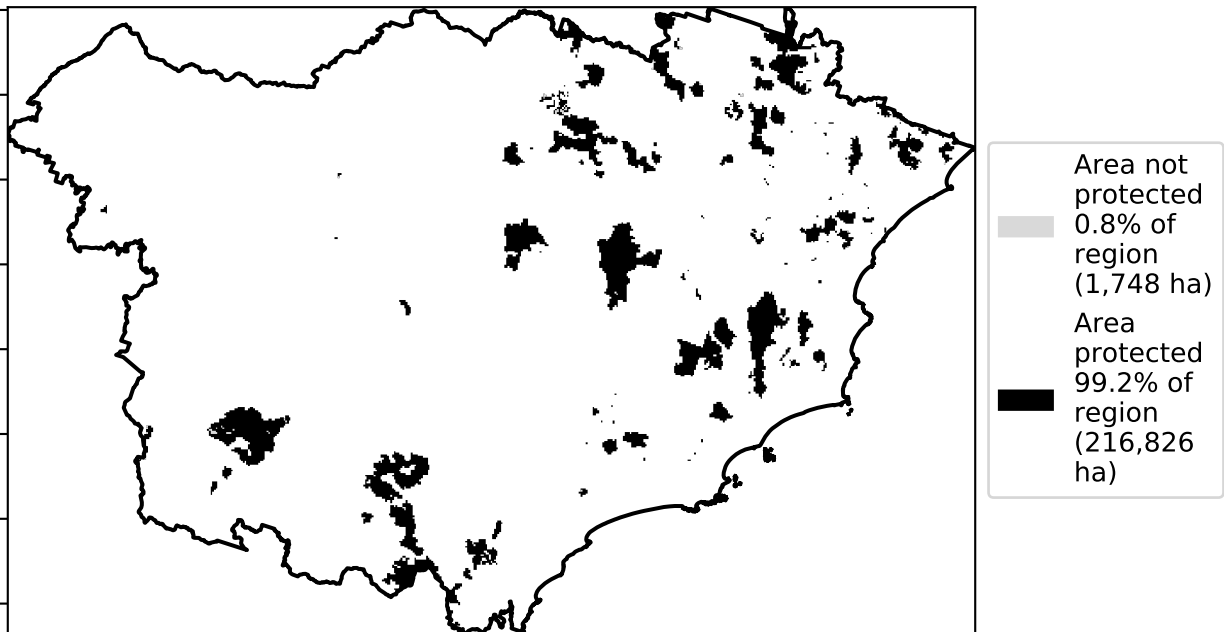 Area not
protected
0.8% of
region
(1,748 ha)
Area
protected
99.2% of
region
(216,826
ha)